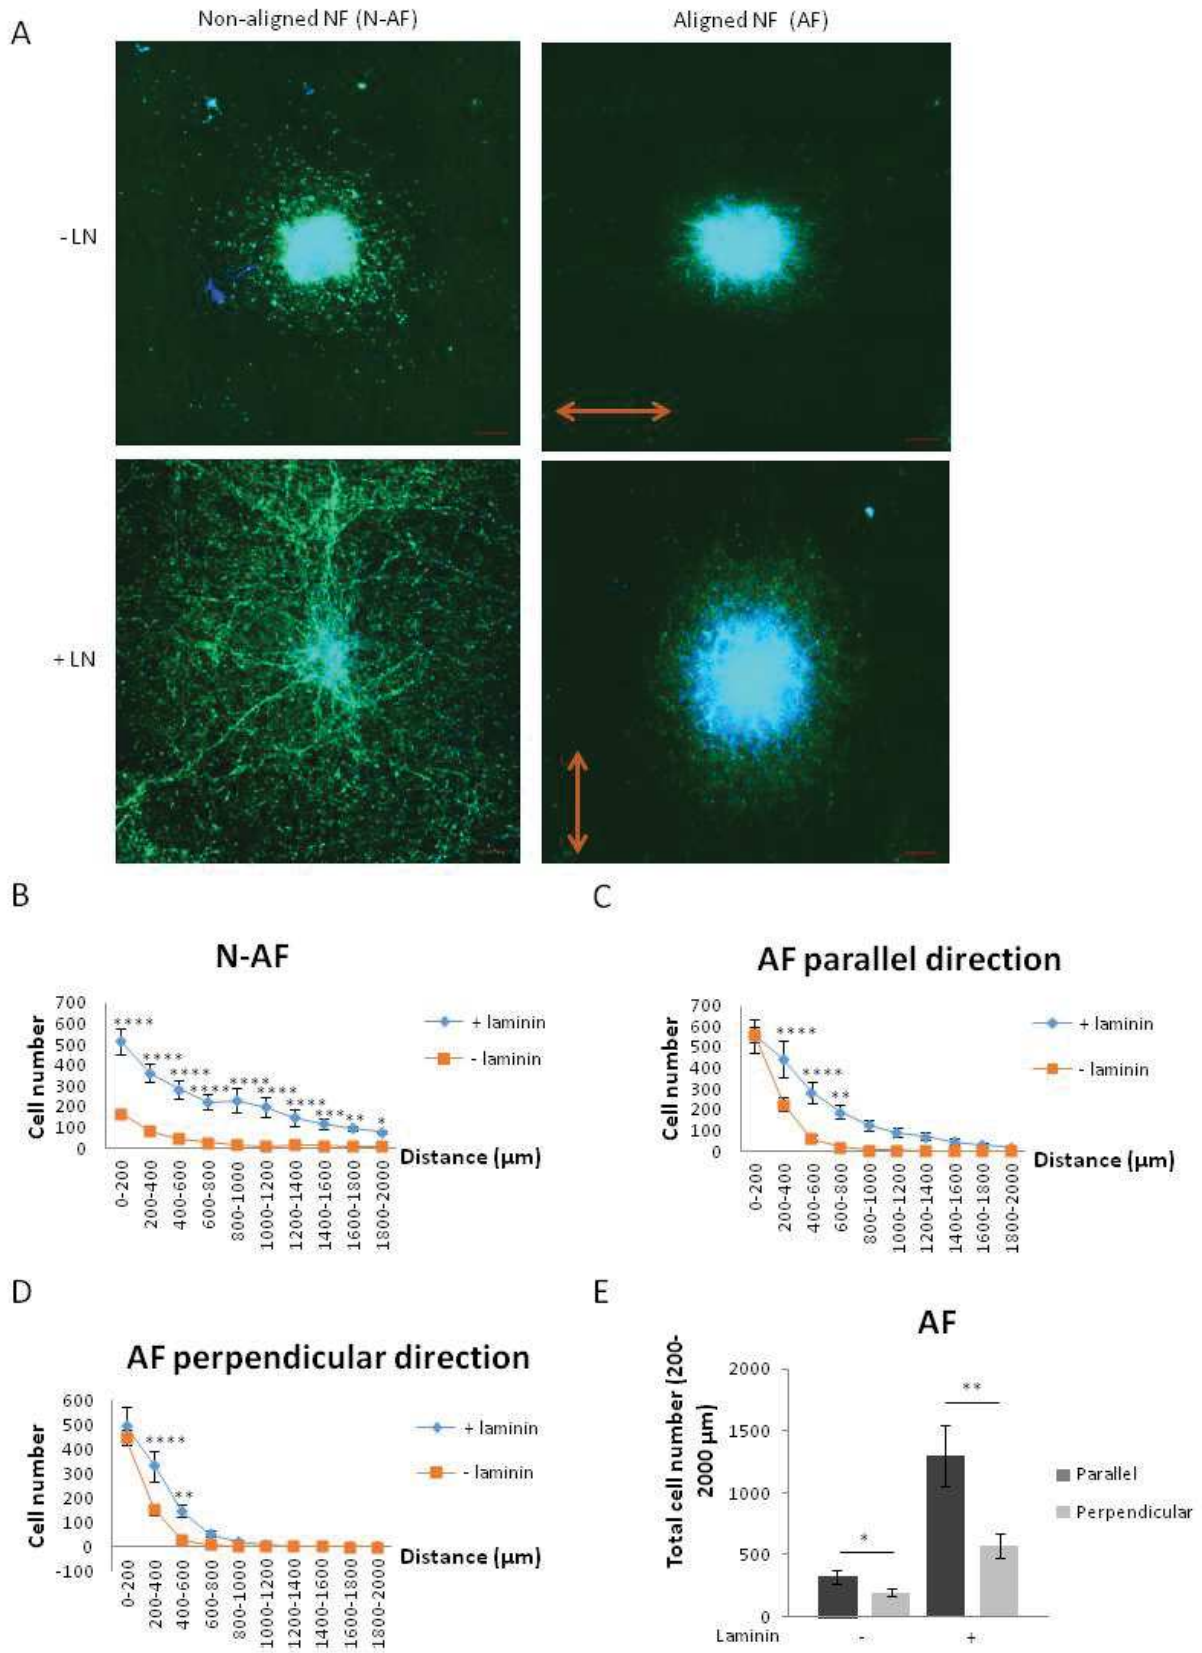 A
Non-aligned NF (N-AF)
Aligned NF (AF)
- LN
+ LN
B
N-AF
Cell number
700
600
500
400
300
200
100
0
****
****
****
****
****
****
****
***
**
*
+ laminin
- laminin
Distance (µm)
0-200
200-400
400-600
600-800
800-1000
1000-1200
1200-1400
1400-1600
1600-1800
1800-2000
C
AF parallel direction
Cell number
700
600
500
400
300
200
100
0
****
****
**
+ laminin
- laminin
Distance (µm)
0-200
200-400
400-600
600-800
800-1000
1000-1200
1200-1400
1400-1600
1600-1800
1800-2000
D
AF perpendicular direction
Cell number
600
500
400
300
200
100
0
-100
****
**
+ laminin
- laminin
Distance (µm)
0-200
200-400
400-600
600-800
800-1000
1000-1200
1200-1400
1400-1600
1600-1800
1800-2000
E
AF
Total cell number (200-
2000 µm)
2000
1500
1000
500
0
*
**
Parallel
Perpendicular
Laminin
-
+